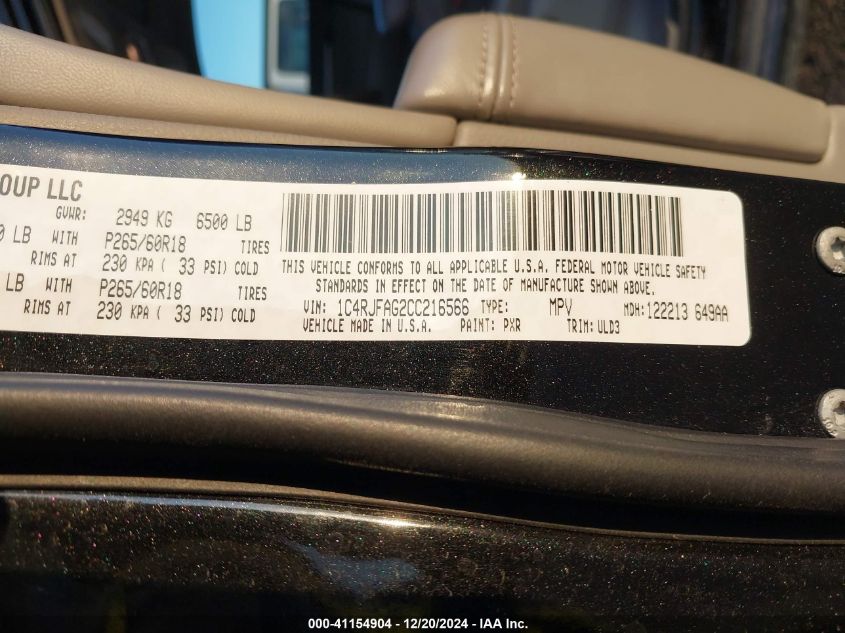 OUP LLC
GVWR: 2949 KG 6500 LB
0 LB WITH P265/60R18 TIRES
RIMS AT 230 KPA ( 33 PSI) COLD
LB WITH P265/60R18 TIRES
RIMS AT 230 KPA ( 33 PSI) COLD
THIS VEHICLE CONFORMS TO ALL APPLICABLE U.S.A. FEDERAL MOTOR VEHICLE SAFETY
STANDARDS IN EFFECT ON THE DATE OF MANUFACTURE SHOWN ABOVE.
VIN: 1C4RJFAG2CC216566 TYPE: MPV MDH: 122213 649AA
VEHICLE MADE IN U.S.A. PAINT: PXR TRIM: ULD3
000-41154904 - 12/20/2024 - IAA Inc.